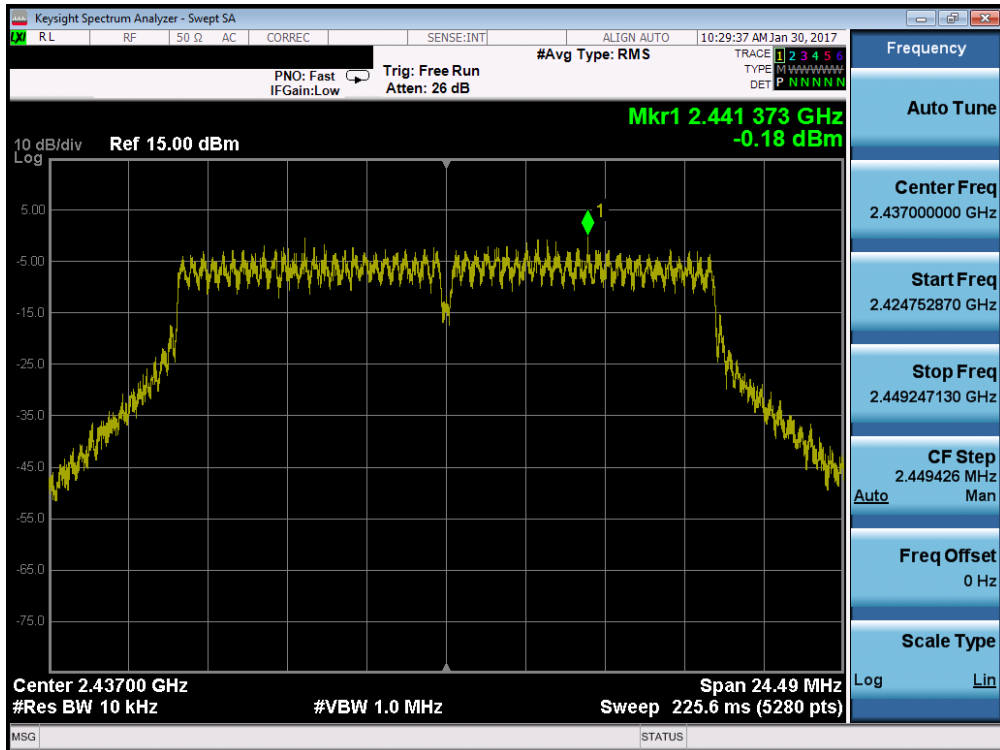 Keysight Spectrum Analyzer - Swept SA
LXI RL RF 50 Ω AC CORREC SENSE:INT ALIGN AUTO 10:29:37 AM Jan 30, 2017
#Avg Type: RMS
TRACE 1 2 3 4 5 6
PNO: Fast Trig: Free Run
TYPE M WWWWW
IFGain:Low Atten: 26 dB
DET P N N N N N
Mkr1 2.441 373 GHz
-0.18 dBm
10 dB/div Ref 15.00 dBm
Log
1
5.00
-5.00
-15.0
-25.0
-35.0
-45.0
-55.0
-65.0
-75.0
Center 2.43700 GHz Span 24.49 MHz
#Res BW 10 kHz #VBW 1.0 MHz Sweep 225.6 ms (5280 pts)
MSG STATUS
Frequency
Auto Tune
Center Freq
2.437000000 GHz
Start Freq
2.424752870 GHz
Stop Freq
2.449247130 GHz
CF Step
2.449426 MHz
Auto Man
Freq Offset
0 Hz
Scale Type
Log Lin